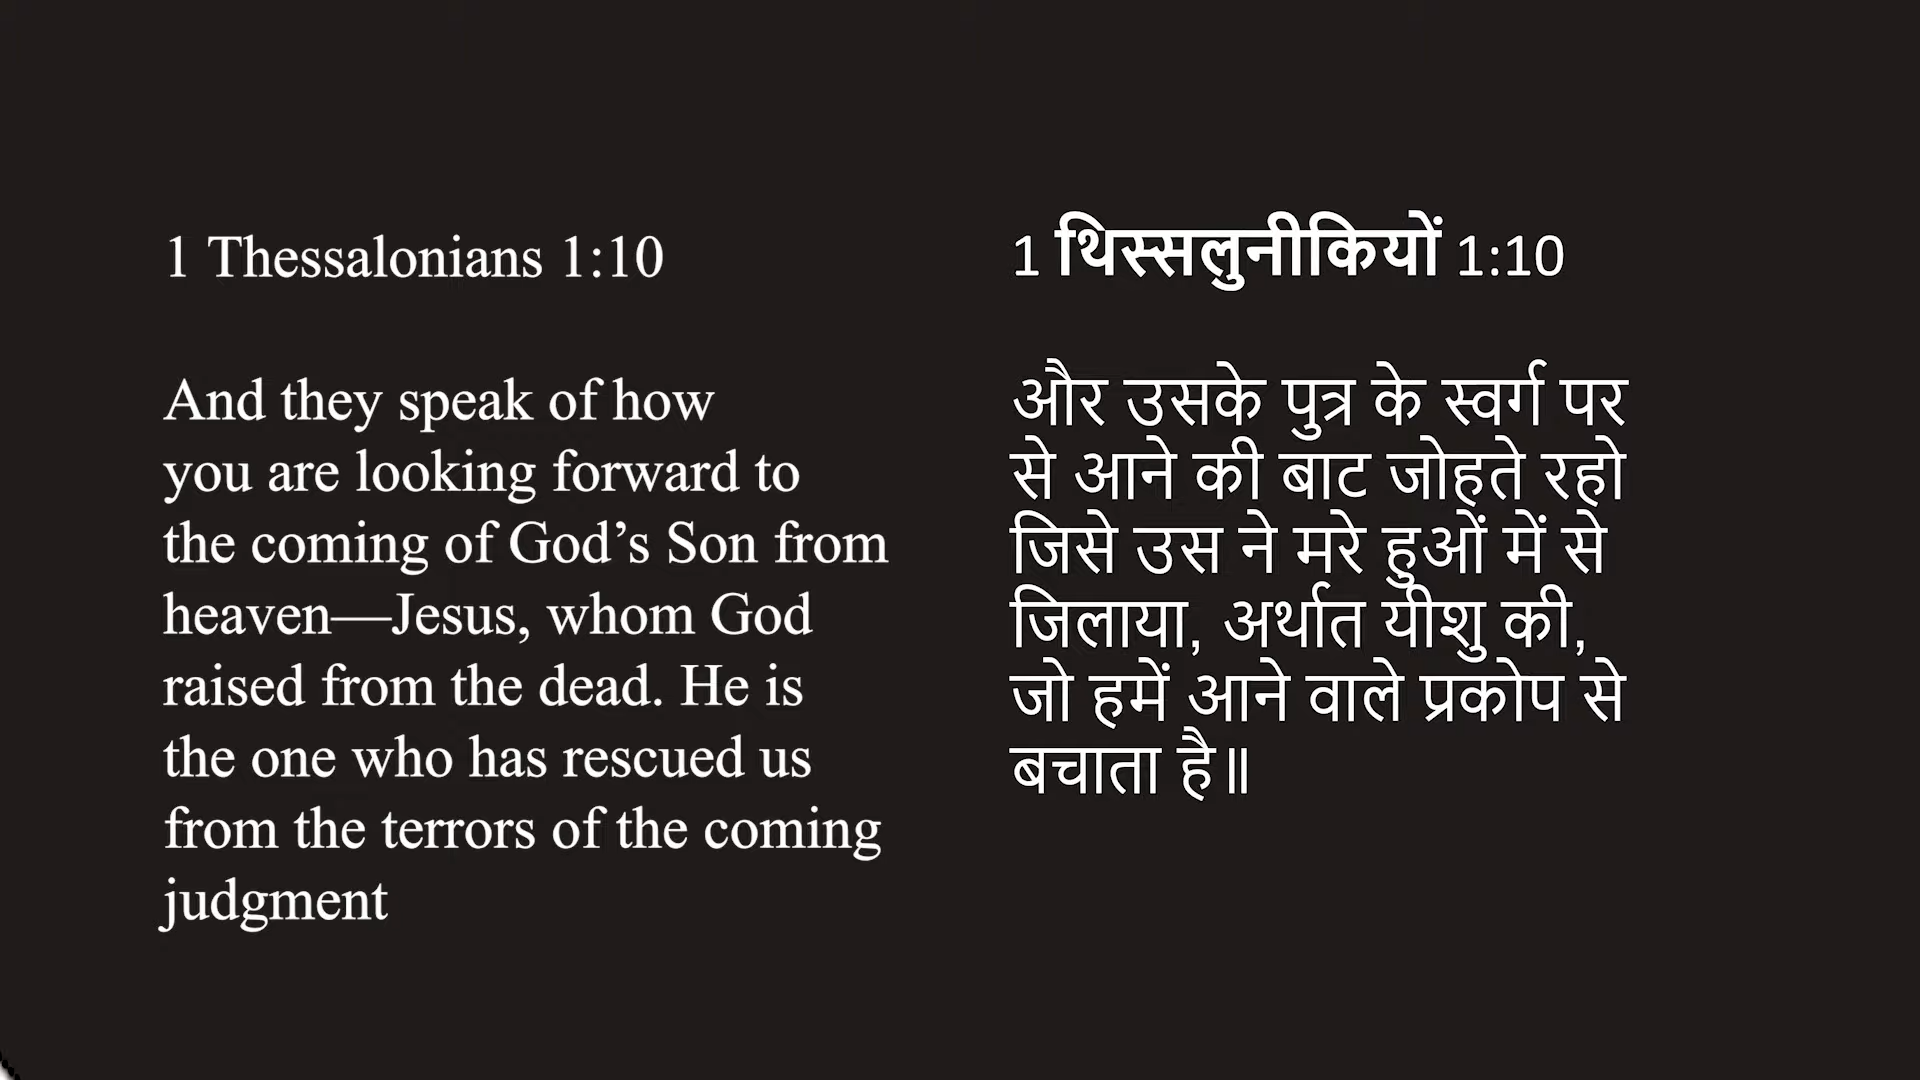 1 Thessalonians 1:10
And they speak of how
you are looking forward to
the coming of God’s Son from
heaven—Jesus, whom God
raised from the dead. He is
the one who has rescued us
from the terrors of the coming
judgment
1 थिस्सलुनीकियों 1:10
और उसके पुत्र के स्वर्ग पर
से आने की बाट जोहते रहो
जिसे उस ने मरे हुओं में से
जिलाया, अर्थात यीशु की,
जो हमें आने वाले प्रकोप से
बचाता है॥